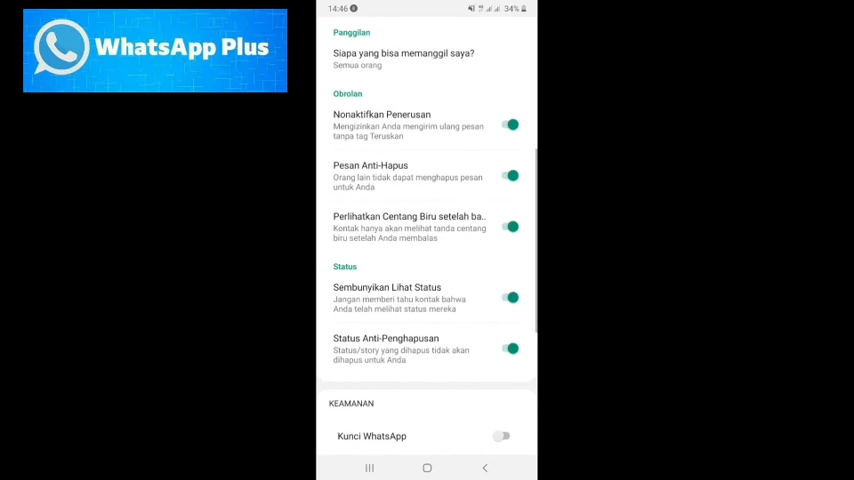 WhatsApp Plus
14:46
34%
Panggilan
Siapa yang bisa memanggil saya?
Semua orang
Obrolan
Nonaktifkan Penerusan
Mengizinkan Anda mengirim ulang pesan
tanpa tag Teruskan
Pesan Anti-Hapus
Orang lain tidak dapat menghapus pesan
untuk Anda
Perlihatkan Centang Biru setelah ba..
Kontak hanya akan melihat tanda centang
biru setelah Anda membalas
Status
Sembunyikan Lihat Status
Jangan memberi tahu kontak bahwa
Anda telah melihat status mereka
Status Anti-Penghapusan
Status/story yang dihapus tidak akan
dihapus untuk Anda
KEAMANAN
Kunci WhatsApp